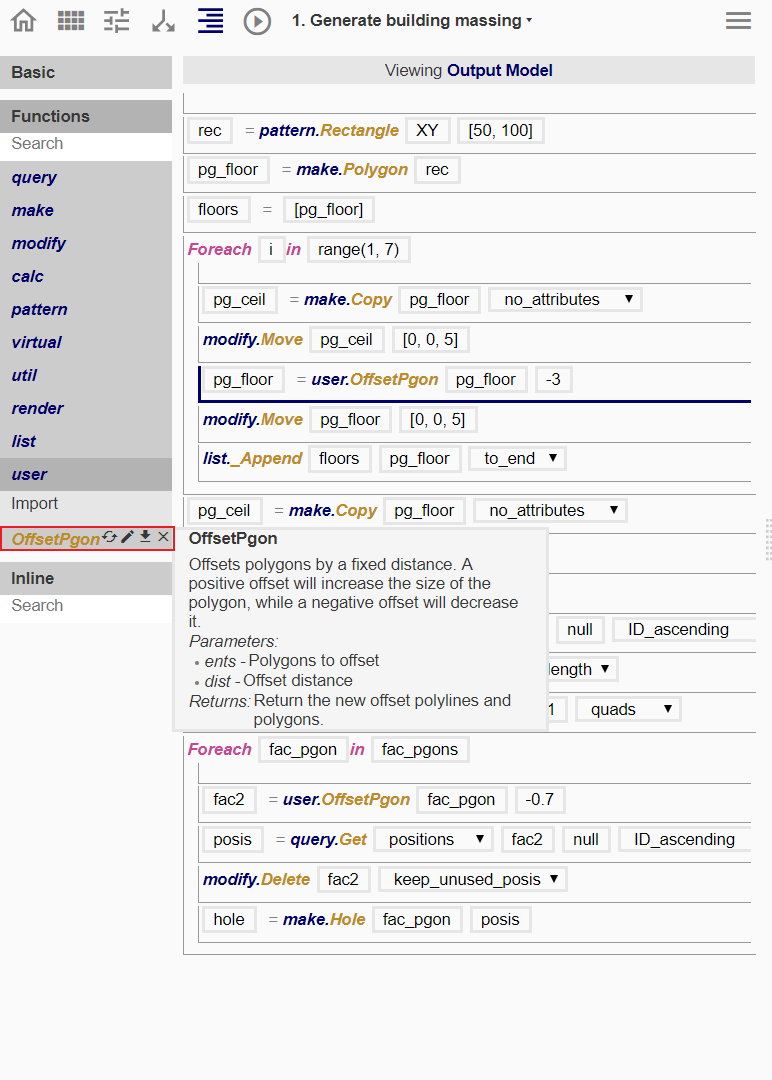 1. Generate building massing
Basic
Functions
Search
query
make
modify
calc
pattern
virtual
util
render
list
user
Import
OffsetPgon
Inline
Search
Viewing Output Model
rec = pattern.Rectangle XY [50, 100]
pg_floor = make.Polygon rec
floors = [pg_floor]
Foreach i in range(1, 7)
pg_ceil = make.Copy pg_floor no_attributes
modify.Move pg_ceil [0, 0, 5]
pg_floor = user.OffsetPgon pg_floor -3
modify.Move pg_floor [0, 0, 5]
list._Append floors pg_floor to_end
pg_ceil = make.Copy pg_floor no_attributes
OffsetPgon
Offsets polygons by a fixed distance. A
positive offset will increase the size of the
polygon, while a negative offset will decrease
it.
Parameters:
• ents - Polygons to offset
• dist - Offset distance
Returns: Return the new offset polylines and
polygons.
null ID_ascending
length
1 quads
Foreach fac_pgon in fac_pgons
fac2 = user.OffsetPgon fac_pgon -0.7
posis = query.Get positions fac2 null ID_ascending
modify.Delete fac2 keep_unused_posis
hole = make.Hole fac_pgon posis